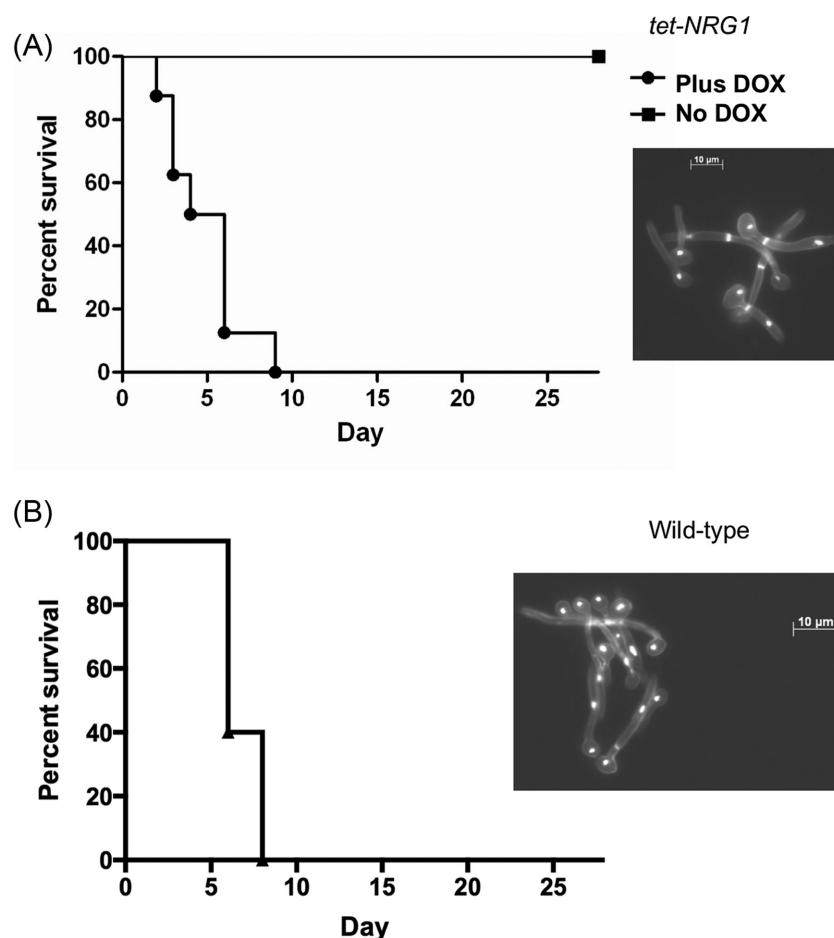 (A)
tet-NRG1
Plus DOX
No DOX
10 µm
Percent survival
100
80
60
40
20
0
0 5 10 15 20 25
Day
(B)
Wild-type
10 µm
Percent survival
100
80
60
40
20
0
0 5 10 15 20 25
Day